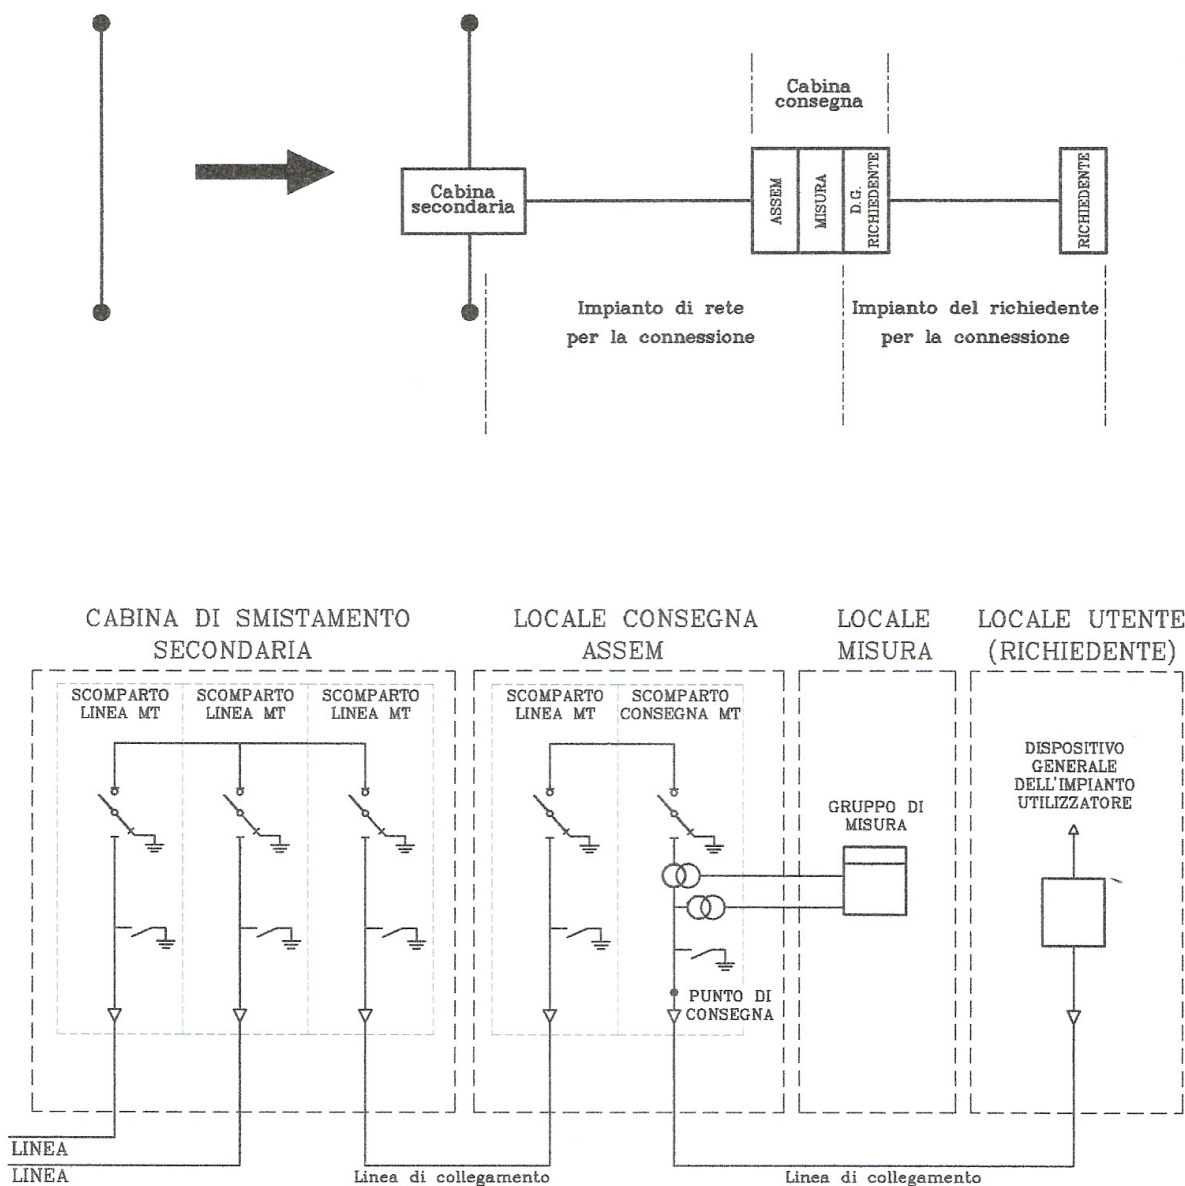 Cabina
consegna
Cabina
secondaria
ASSEM
MISURA
D.G.
RICHIEDENTE
RICHIEDENTE
Impianto di rete
per la connessione
Impianto del richiedente
per la connessione
CABINA DI SMISTAMENTO
SECONDARIA
LOCALE CONSEGNA
ASSEM
LOCALE
MISURA
LOCALE UTENTE
(RICHIEDENTE)
SCOMPARTO
LINEA MT
SCOMPARTO
LINEA MT
SCOMPARTO
LINEA MT
SCOMPARTO
LINEA MT
SCOMPARTO
CONSEGNA MT
DISPOSITIVO
GENERALE
DELL'IMPIANTO
UTILIZZATORE
GRUPPO DI
MISURA
PUNTO DI
CONSEGNA
LINEA
LINEA
Linea di collegamento
Linea di collegamento